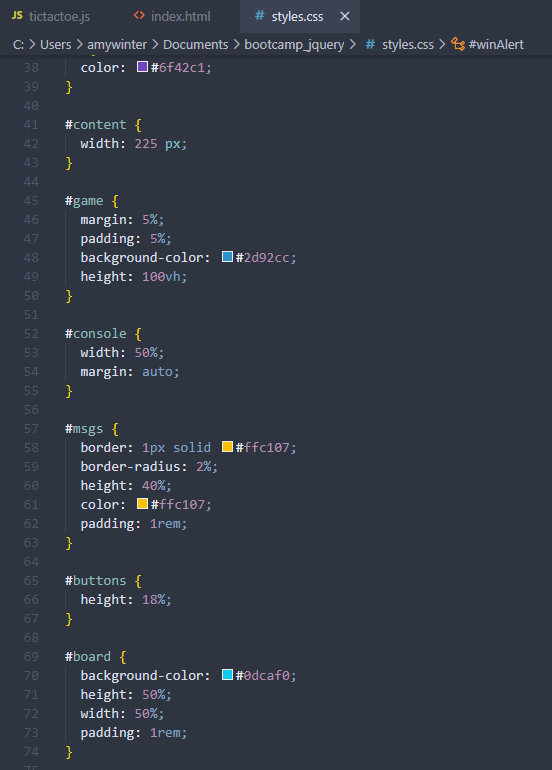 JS tictactoe.js <> index.html # styles.css ×
C: > Users > amywinter > Documents > bootcamp_jquery > # styles.css > #winAlert
38 color: #6f42c1;
39 }
40
41 #content {
42 width: 225 px;
43 }
44
45 #game {
46 margin: 5%;
47 padding: 5%;
48 background-color: #2d92cc;
49 height: 100vh;
50 }
51
52 #console {
53 width: 50%;
54 margin: auto;
55 }
56
57 #msgs {
58 border: 1px solid #ffc107;
59 border-radius: 2%;
60 height: 40%;
61 color: #ffc107;
62 padding: 1rem;
63 }
64
65 #buttons {
66 height: 18%;
67 }
68
69 #board {
70 background-color: #0dcaf0;
71 height: 50%;
72 width: 50%;
73 padding: 1rem;
74 }